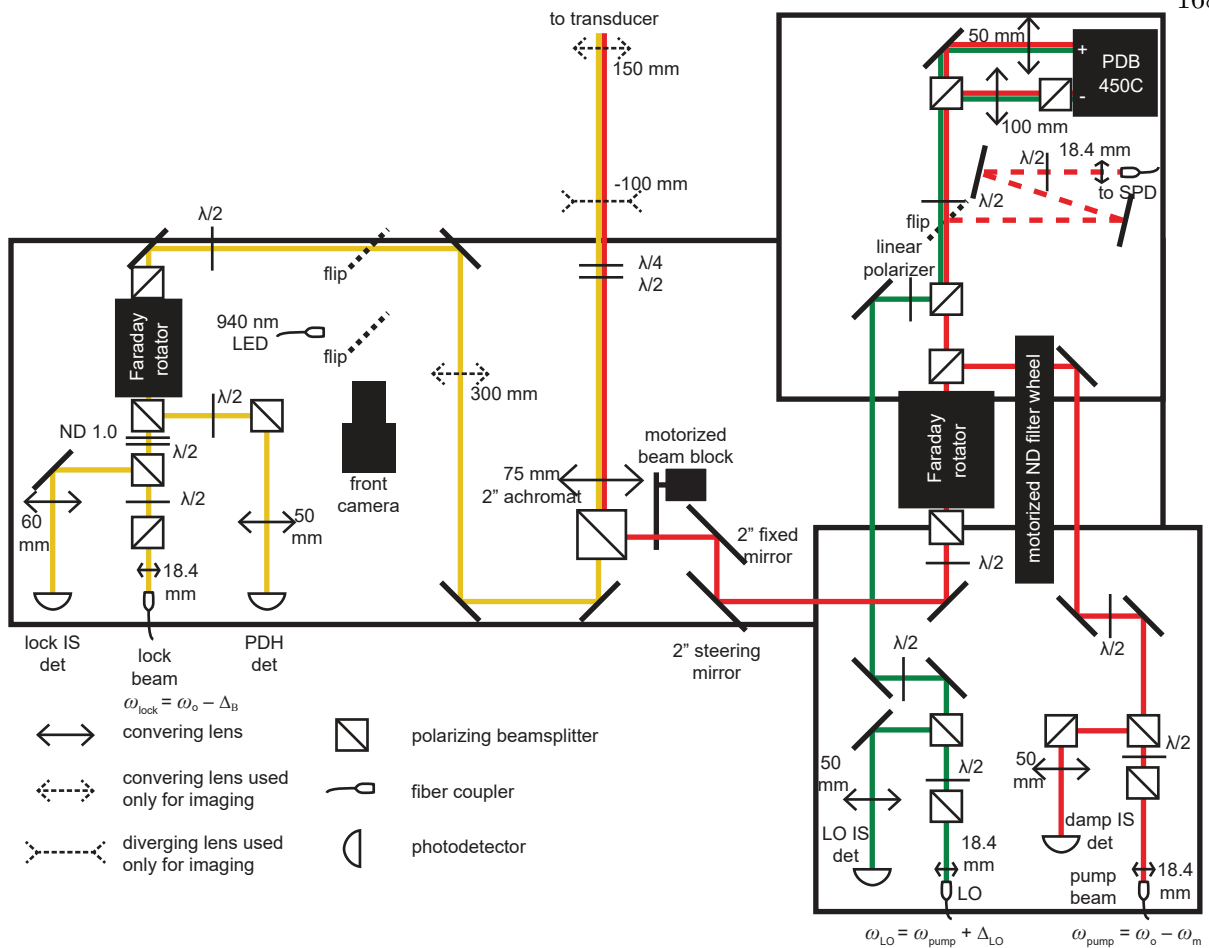 168
to transducer
150 mm
-100 mm
λ/4
λ/2
50 mm
PDB
450C
+
-
100 mm
λ/2
18.4 mm
to SPD
λ/2
flip
linear
polarizer
λ/2
flip
940 nm
LED
flip
Faraday
rotator
300 mm
λ/2
ND 1.0
λ/2
λ/2
front
camera
60
mm
50
mm
18.4
mm
lock IS
det
lock
beam
PDH
det
ω_lock = ω_o − Δ_B
75 mm
2” achromat
motorized
beam block
2” fixed
mirror
2” steering
mirror
Faraday
rotator
motorized ND filter wheel
λ/2
λ/2
λ/2
50
mm
λ/2
LO IS
det
18.4
mm
LO
λ/2
50
mm
damp IS
det
pump
beam
18.4
mm
ω_LO = ω_pump + Δ_LO
ω_pump = ω_o − ω_m
convering lens
convering lens used
only for imaging
diverging lens used
only for imaging
polarizing beamsplitter
fiber coupler
photodetector